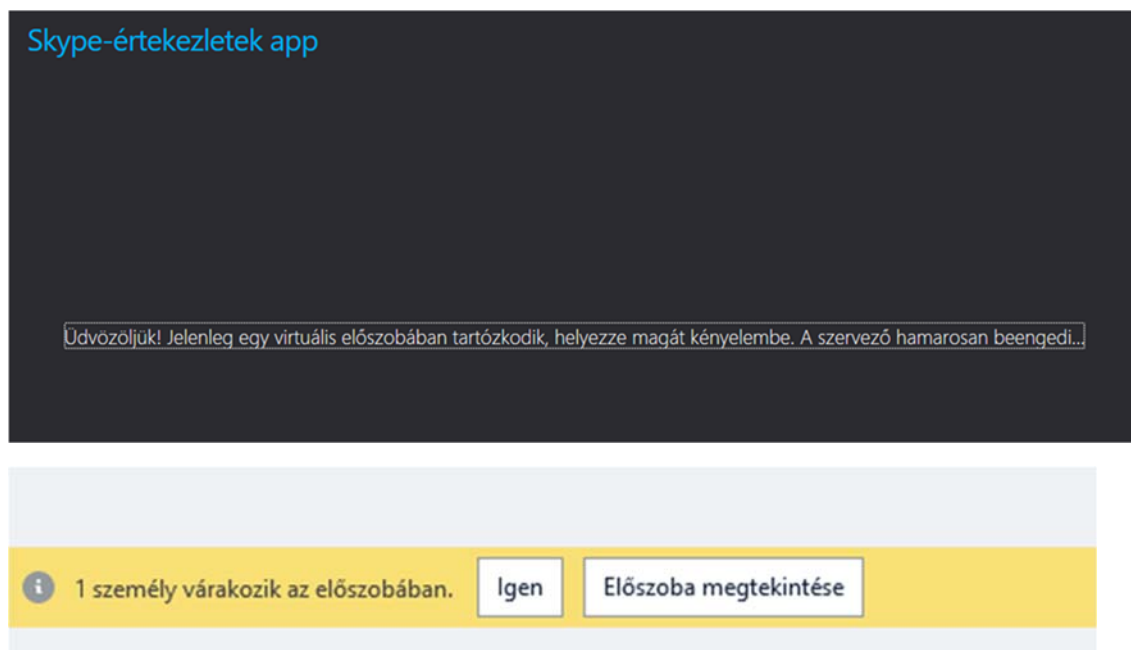 Skype-értekezletek app
Üdvözöljük! Jelenleg egy virtuális előszobában tartózkodik, helyezze magát kényelembe. A szervező hamarosan beengedi...
1 személy várakozik az előszobában. Igen Előszoba megtekintése